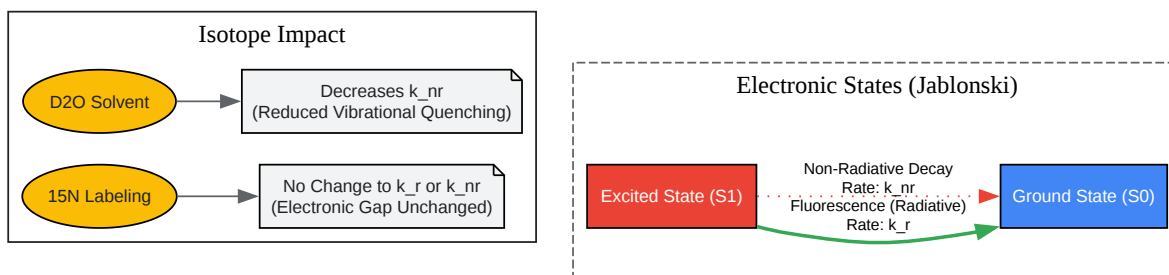 Isotope Impact
D2O Solvent
Decreases k_nr
(Reduced Vibrational Quenching)
15N Labeling
No Change to k_r or k_nr
(Electronic Gap Unchanged)
Electronic States (Jablonski)
Excited State (S1)
Non-Radiative Decay
Rate: k_nr
Fluorescence (Radiative)
Rate: k_r
Ground State (S0)